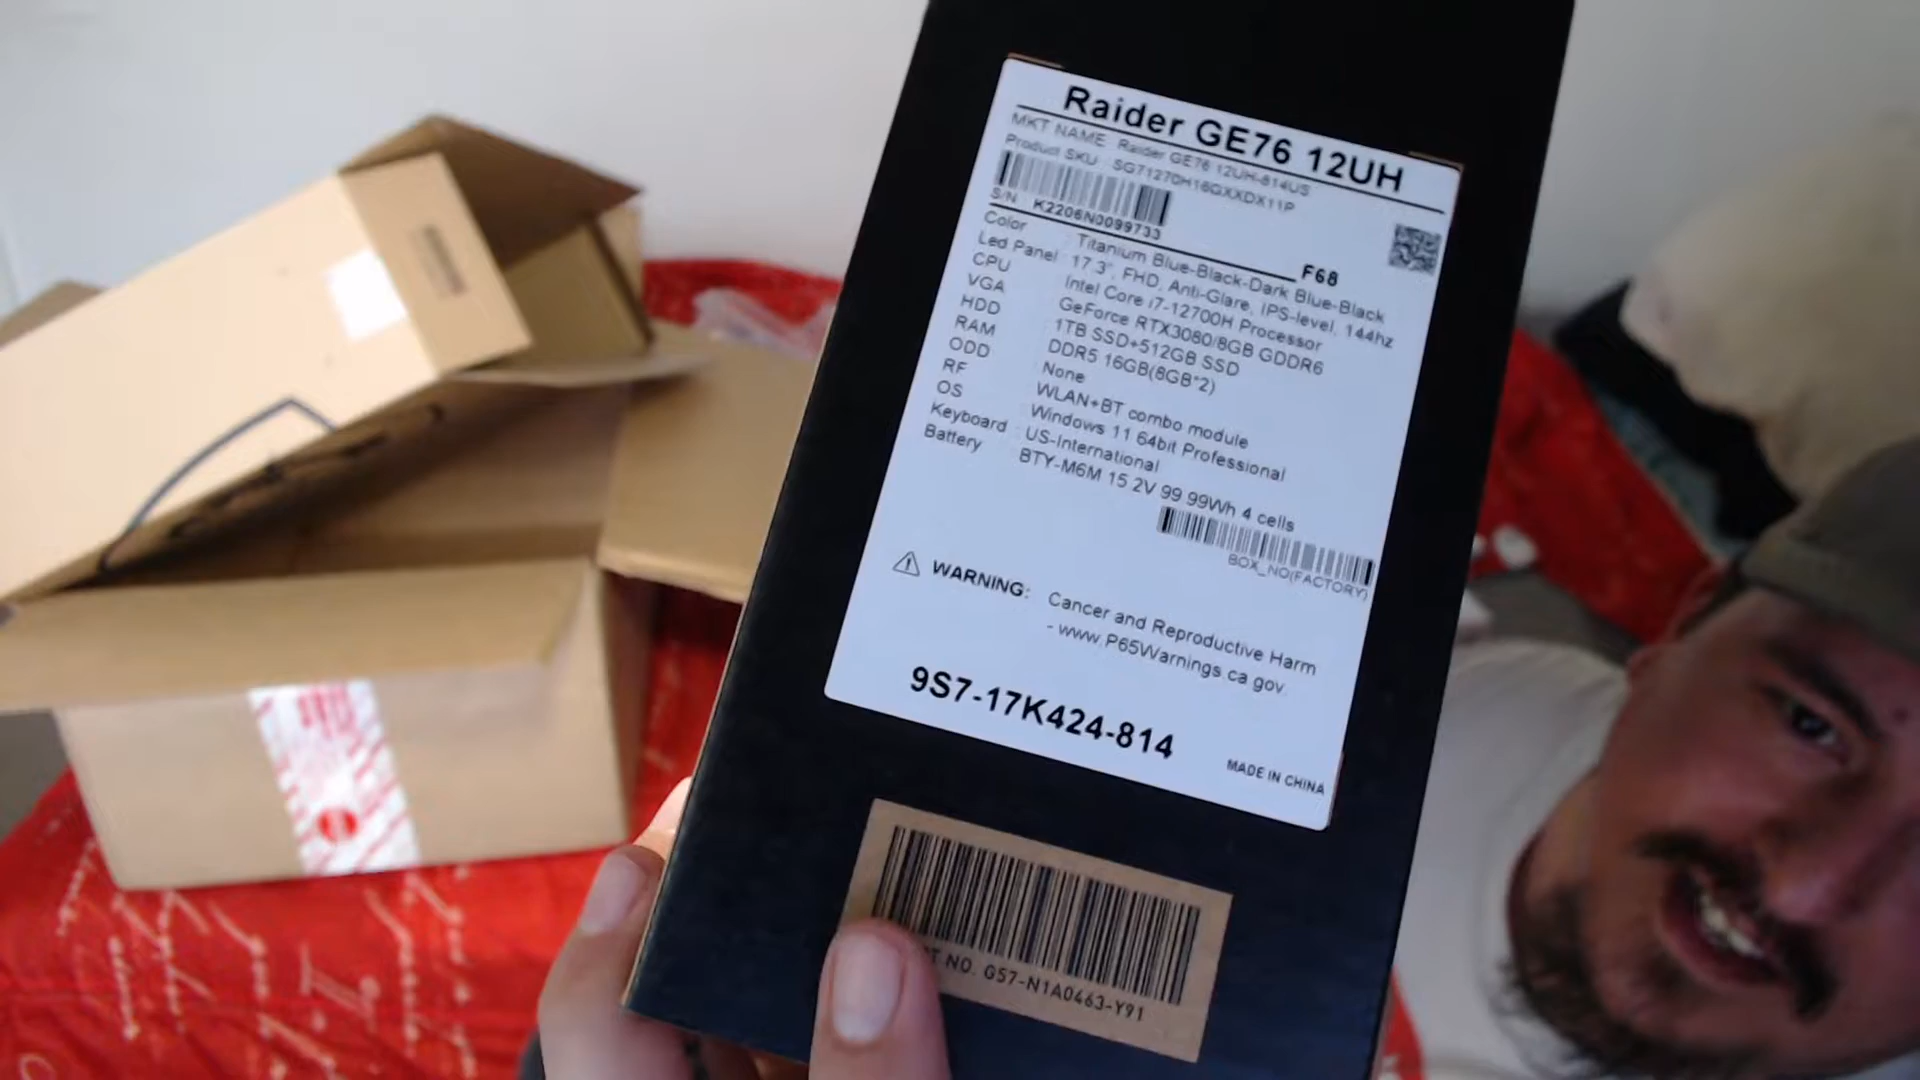 Raider GE76 12UH
MKT NAME : Raider GE76 12UH-814US
Product SKU : SG71270H16GXXDX11P
S/N K2206N0099733
F68
Color : Titanium Blue-Black-Dark Blue-Black
Led Panel : 17.3", FHD, Anti-Glare, IPS-level, 144hz
CPU : Intel Core i7-12700H Processor
VGA : GeForce RTX3080/8GB GDDR6
HDD : 1TB SSD+512GB SSD
RAM : DDR5 16GB(8GB*2)
ODD : None
RF : WLAN+BT combo module
OS : Windows 11 64bit Professional
Keyboard : US-International
Battery : BTY-M6M 15.2V 99.99Wh 4 cells
BOX_NO(FACTORY)
WARNING: Cancer and Reproductive Harm
- www.P65Warnings.ca.gov
9S7-17K424-814
MADE IN CHINA
NO. G57-N1A0463-Y91